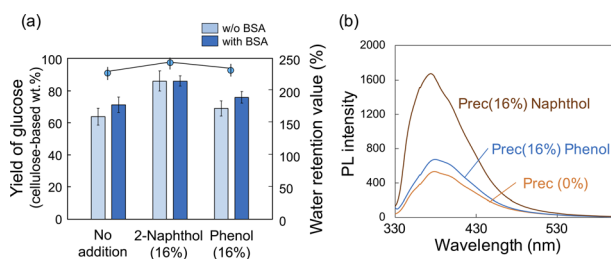 (a)
w/o BSA
with BSA
Yield of glucose
(cellulose-based wt.%)
100
80
60
40
20
0
250
200
150
100
50
0
Water retention value (%)
No
addition
2-Naphthol
(16%)
Phenol
(16%)
(b)
PL intensity
2000
1600
1200
800
400
0
Prec(16%) Naphthol
Prec(16%) Phenol
Prec (0%)
330
430
530
Wavelength (nm)